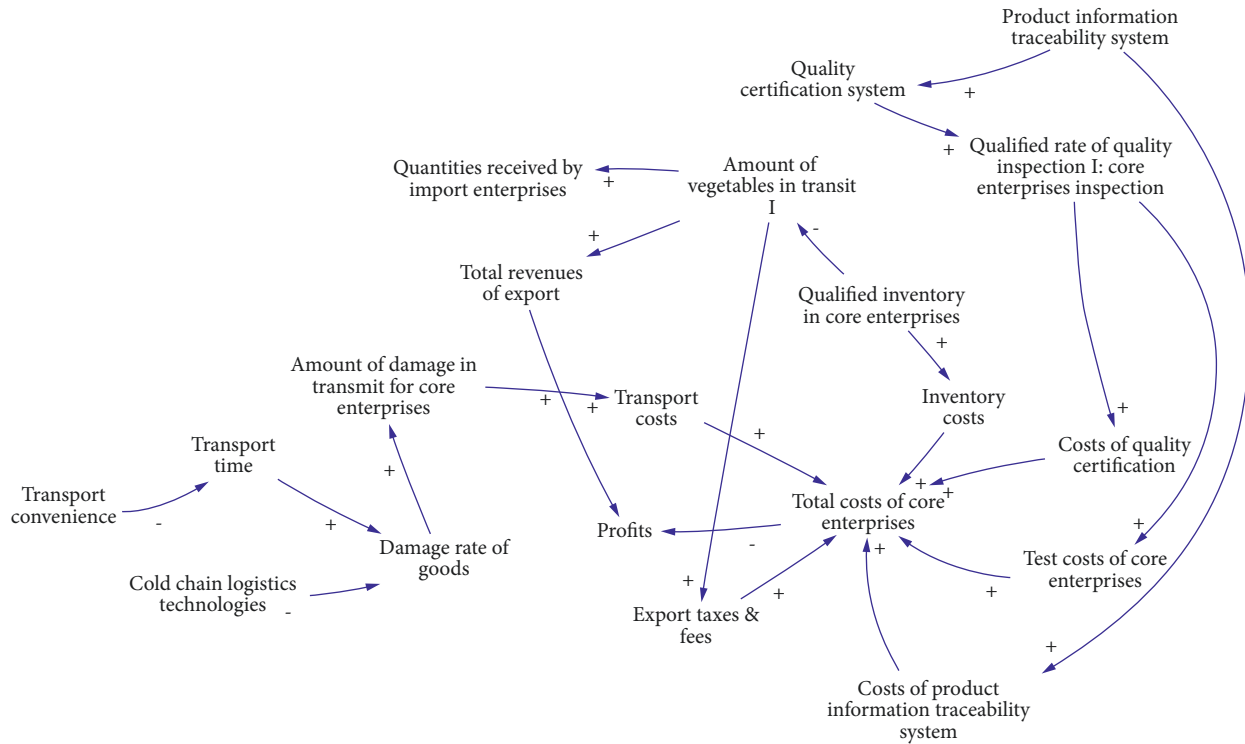 Product information
traceability system
Quality
certification system
+
+
Qualified rate of quality
inspection I: core
enterprises inspection
Quantities received by
import enterprises
+
Amount of
vegetables in transit
I
-
+
Total revenues
of export
Qualified inventory
in core enterprises
+
Amount of damage in
transmit for core
enterprises
+
+
Transport
costs
Inventory
costs
+
+
Costs of quality
certification
Transport
time
+
Transport
convenience
-
+
+
+
Total costs of core
enterprises
Profits
-
+
+
Damage rate of
goods
Test costs of core
enterprises
Cold chain logistics
technologies
-
+
+
+
Export taxes &
fees
+
Costs of product
information traceability
system